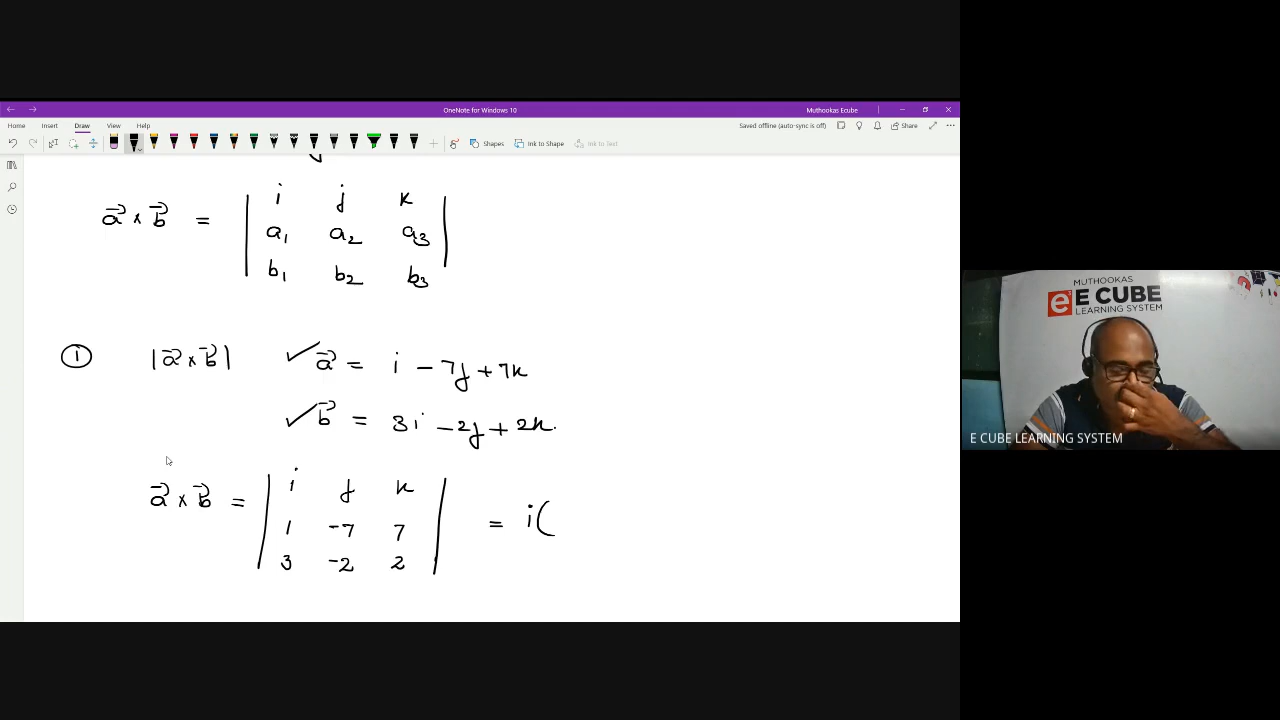 OneNote for Windows 10
Muthookas Ecube
Home Insert Draw View Help
Saved offline (auto-sync is off) Share
Shapes Ink to Shape Ink to Text
a⃗ × b⃗ = | i j k |
| a₁ a₂ a₃ |
| b₁ b₂ b₃ |
① |a⃗ × b⃗| ✓ a⃗ = i - 7j + 7k
✓ b⃗ = 3i - 2j + 2k.
a⃗ × b⃗ = | i j k |
| 1 -7 7 | = i(
| 3 -2 2 |
MUTHOOKAS
e³ E CUBE
LEARNING SYSTEM
E CUBE LEARNING SYSTEM